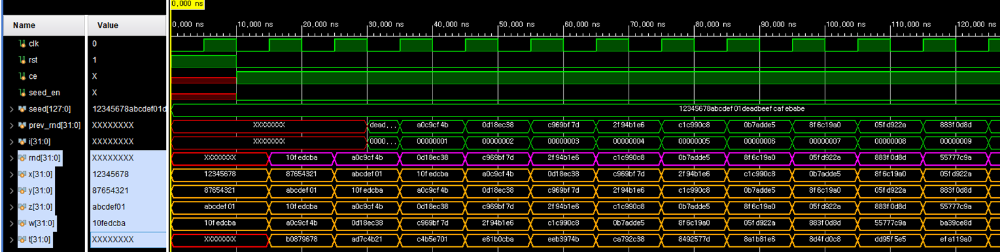 0,000 ns
Name Value 0,000 ns 10,000 ns 20,000 ns 30,000 ns 40,000 ns 50,000 ns 60,000 ns 70,000 ns 80,000 ns 90,000 ns 100,000 ns 110,000 ns 120,000 ns
clk 0
rst 1
ce X
seed_en X
seed[127:0] 12345678abcdef01d 12345678abcdef01deadbeefcafebabe
prev_rnd[31:0] XXXXXXXX XXXXXXXX dead... a0c9cf4b 0d18ec38 c969bf7d 2f94b1e6 c1c990c8 0b7adde5 8f6c19a0 05fd922a 883f0d8d
i[31:0] XXXXXXXX XXXXXXXX 0000... 00000001 00000002 00000003 00000004 00000005 00000006 00000007 00000008 00000009
rnd[31:0] XXXXXXXX XXXXXXXX 10fedcba a0c9cf4b 0d18ec38 c969bf7d 2f94b1e6 c1c990c8 0b7adde5 8f6c19a0 05fd922a 883f0d8d 55777c9a
x[31:0] 12345678 12345678 87654321 abcdef01 10fedcba a0c9cf4b 0d18ec38 c969bf7d 2f94b1e6 c1c990c8 0b7adde5 8f6c19a0 05fd922a
y[31:0] 87654321 87654321 abcdef01 10fedcba a0c9cf4b 0d18ec38 c969bf7d 2f94b1e6 c1c990c8 0b7adde5 8f6c19a0 05fd922a 883f0d8d
z[31:0] abcdef01 abcdef01 10fedcba a0c9cf4b 0d18ec38 c969bf7d 2f94b1e6 c1c990c8 0b7adde5 8f6c19a0 05fd922a 883f0d8d 55777c9a
w[31:0] 10fedcba 10fedcba a0c9cf4b 0d18ec38 c969bf7d 2f94b1e6 c1c990c8 0b7adde5 8f6c19a0 05fd922a 883f0d8d 55777c9a ba39ce8d
t[31:0] XXXXXXXX XXXXXXXX b0879678 ad7c4b21 c4b5e701 e61b0cba eeb3974b ca792c38 8492577d 8a1b81e6 8d4fd0c8 dd95f5e5 efa119a0